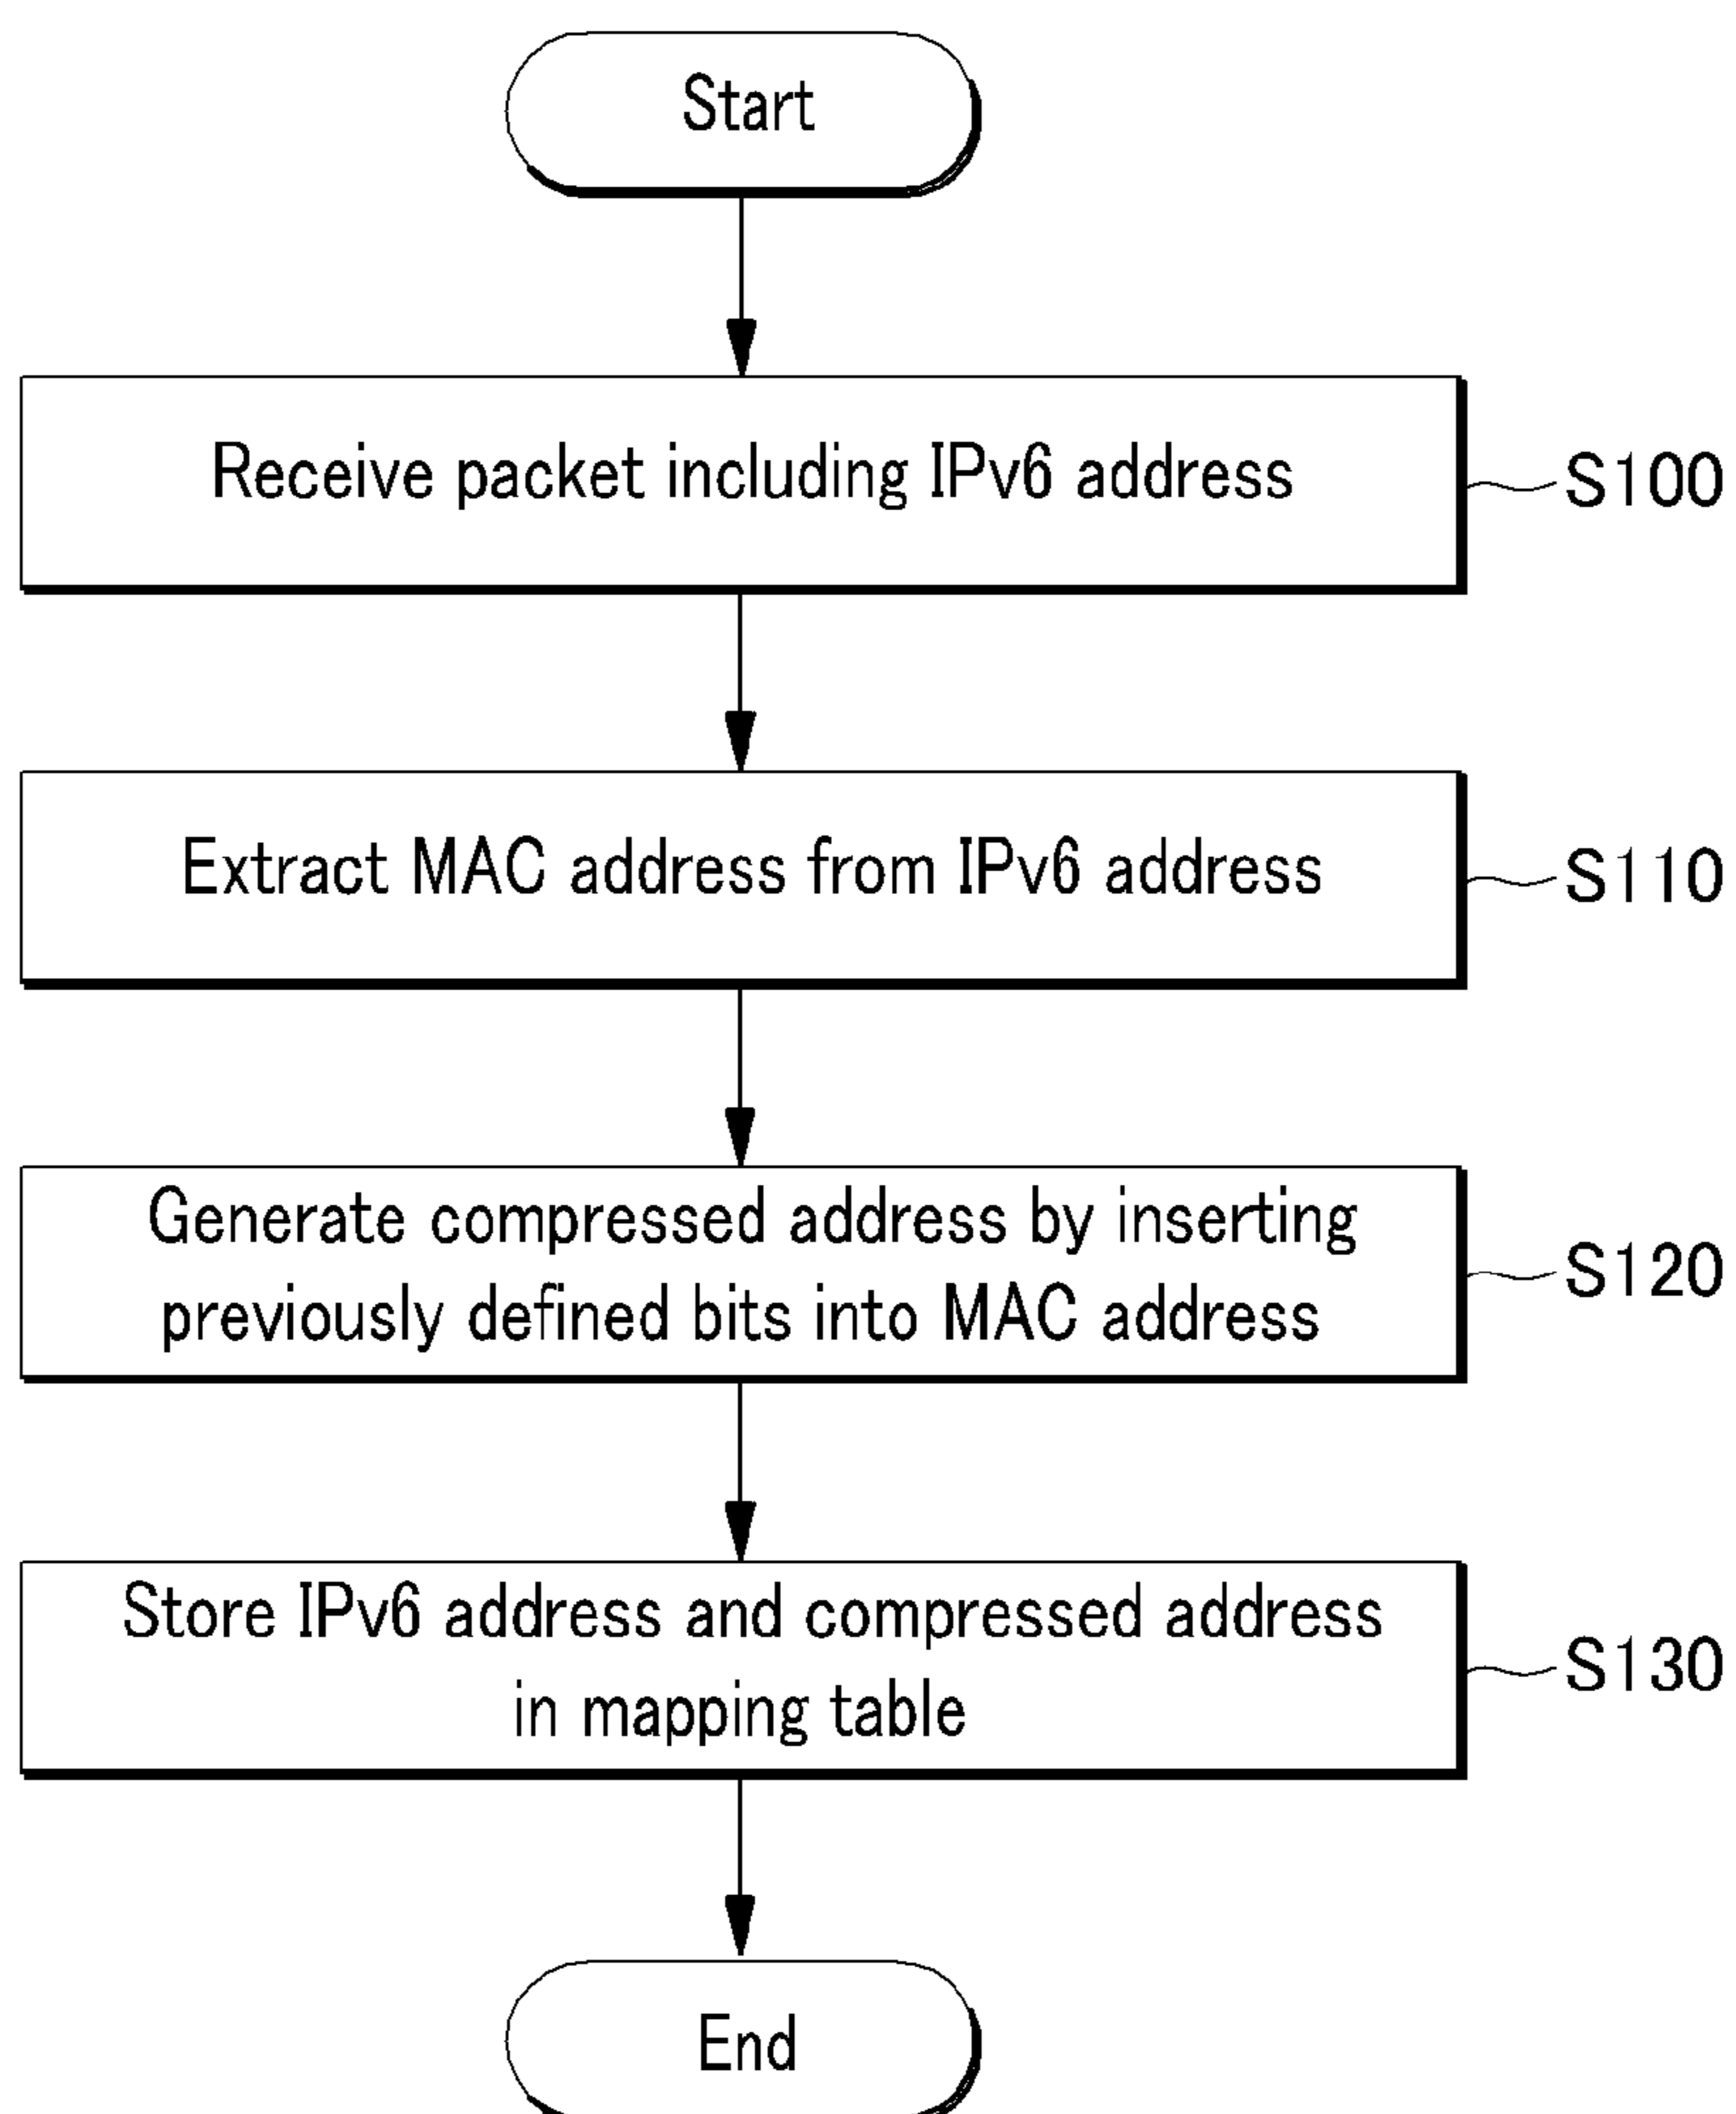 Start
Receive packet including IPv6 address
S100
Extract MAC address from IPv6 address
S110
Generate compressed address by inserting
previously defined bits into MAC address
S120
Store IPv6 address and compressed address
in mapping table
S130
End